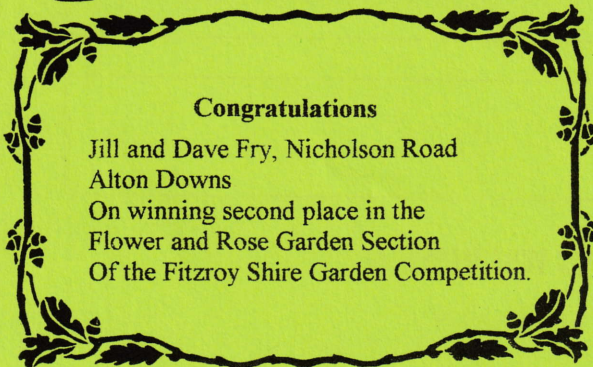 Congratulations
Jill and Dave Fry, Nicholson Road
Alton Downs
On winning second place in the
Flower and Rose Garden Section
Of the Fitzroy Shire Garden Competition.